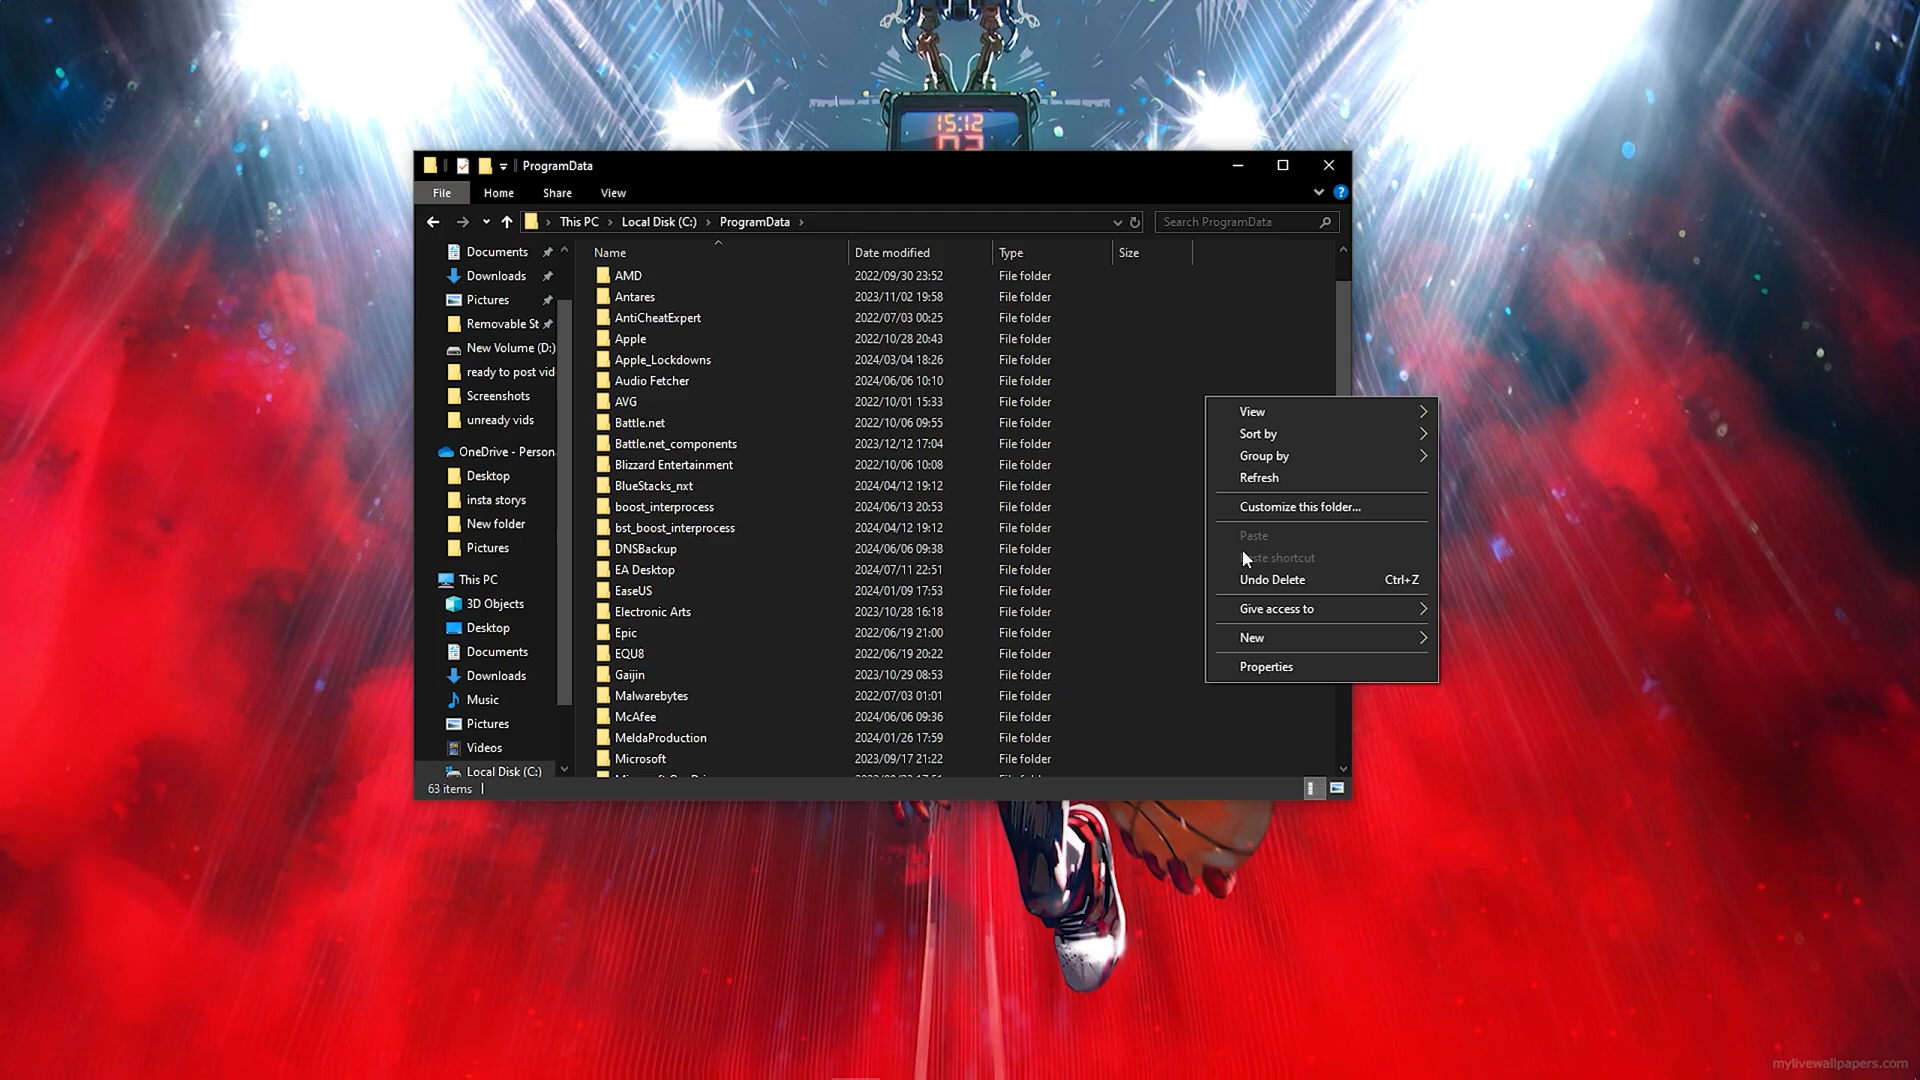 15:12
ProgramData
File Home Share View
This PC Local Disk (C:) ProgramData
Search ProgramData
Documents
Downloads
Pictures
Removable St
New Volume (D:)
ready to post vid
Screenshots
unready vids
OneDrive - Person
Desktop
insta storys
New folder
Pictures
This PC
3D Objects
Desktop
Documents
Downloads
Music
Pictures
Videos
Local Disk (C:)
Name Date modified Type Size
AMD 2022/09/30 23:52 File folder
Antares 2023/11/02 19:58 File folder
AntiCheatExpert 2022/07/03 00:25 File folder
Apple 2022/10/28 20:43 File folder
Apple_Lockdowns 2024/03/04 18:26 File folder
Audio Fetcher 2024/06/06 10:10 File folder
AVG 2022/10/01 15:33 File folder
Battle.net 2022/10/06 09:55 File folder
Battle.net_components 2023/12/12 17:04 File folder
Blizzard Entertainment 2022/10/06 10:08 File folder
BlueStacks_nxt 2024/04/12 19:12 File folder
boost_interprocess 2024/06/13 20:53 File folder
bst_boost_interprocess 2024/04/12 19:12 File folder
DNSBackup 2024/06/06 09:38 File folder
EA Desktop 2024/07/11 22:51 File folder
EaseUS 2024/01/09 17:53 File folder
Electronic Arts 2023/10/28 16:18 File folder
Epic 2022/06/19 21:00 File folder
EQU8 2022/06/19 20:22 File folder
Gaijin 2023/10/29 08:53 File folder
Malwarebytes 2022/07/03 01:01 File folder
McAfee 2024/06/06 09:36 File folder
MeldaProduction 2024/01/26 17:59 File folder
Microsoft 2023/09/17 21:22 File folder
View
Sort by
Group by
Refresh
Customize this folder...
Paste
shortcut
Undo Delete Ctrl+Z
Give access to
New
Properties
63 items
mylivewallpapers.com